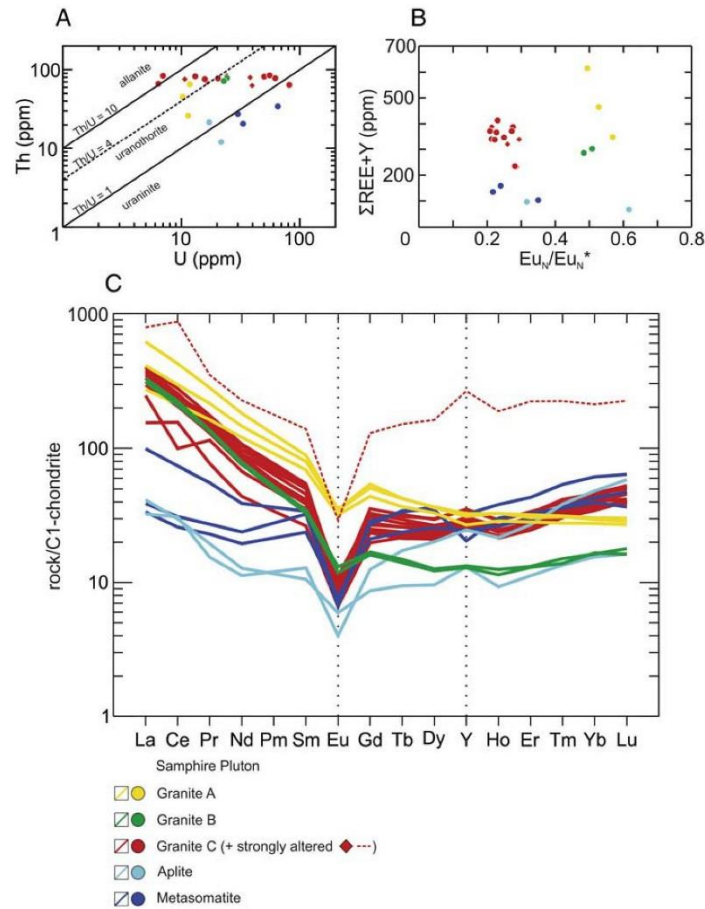 A
Th (ppm)
100
10
1
1
10
100
U (ppm)
allanite
Th/U = 10
Th/U = 4
uranothorite
Th/U = 1
uraninite
B
ΣREE+Y (ppm)
700
500
300
200
0
0.2
0.4
0.6
0.8
Eu_N/Eu_N*
C
rock/C1-chondrite
1000
100
10
1
La Ce Pr Nd Pm Sm Eu Gd Tb Dy Y Ho Er Tm Yb Lu
Samphire Pluton
Granite A
Granite B
Granite C (+ strongly altered )
Aplite
Metasomatite